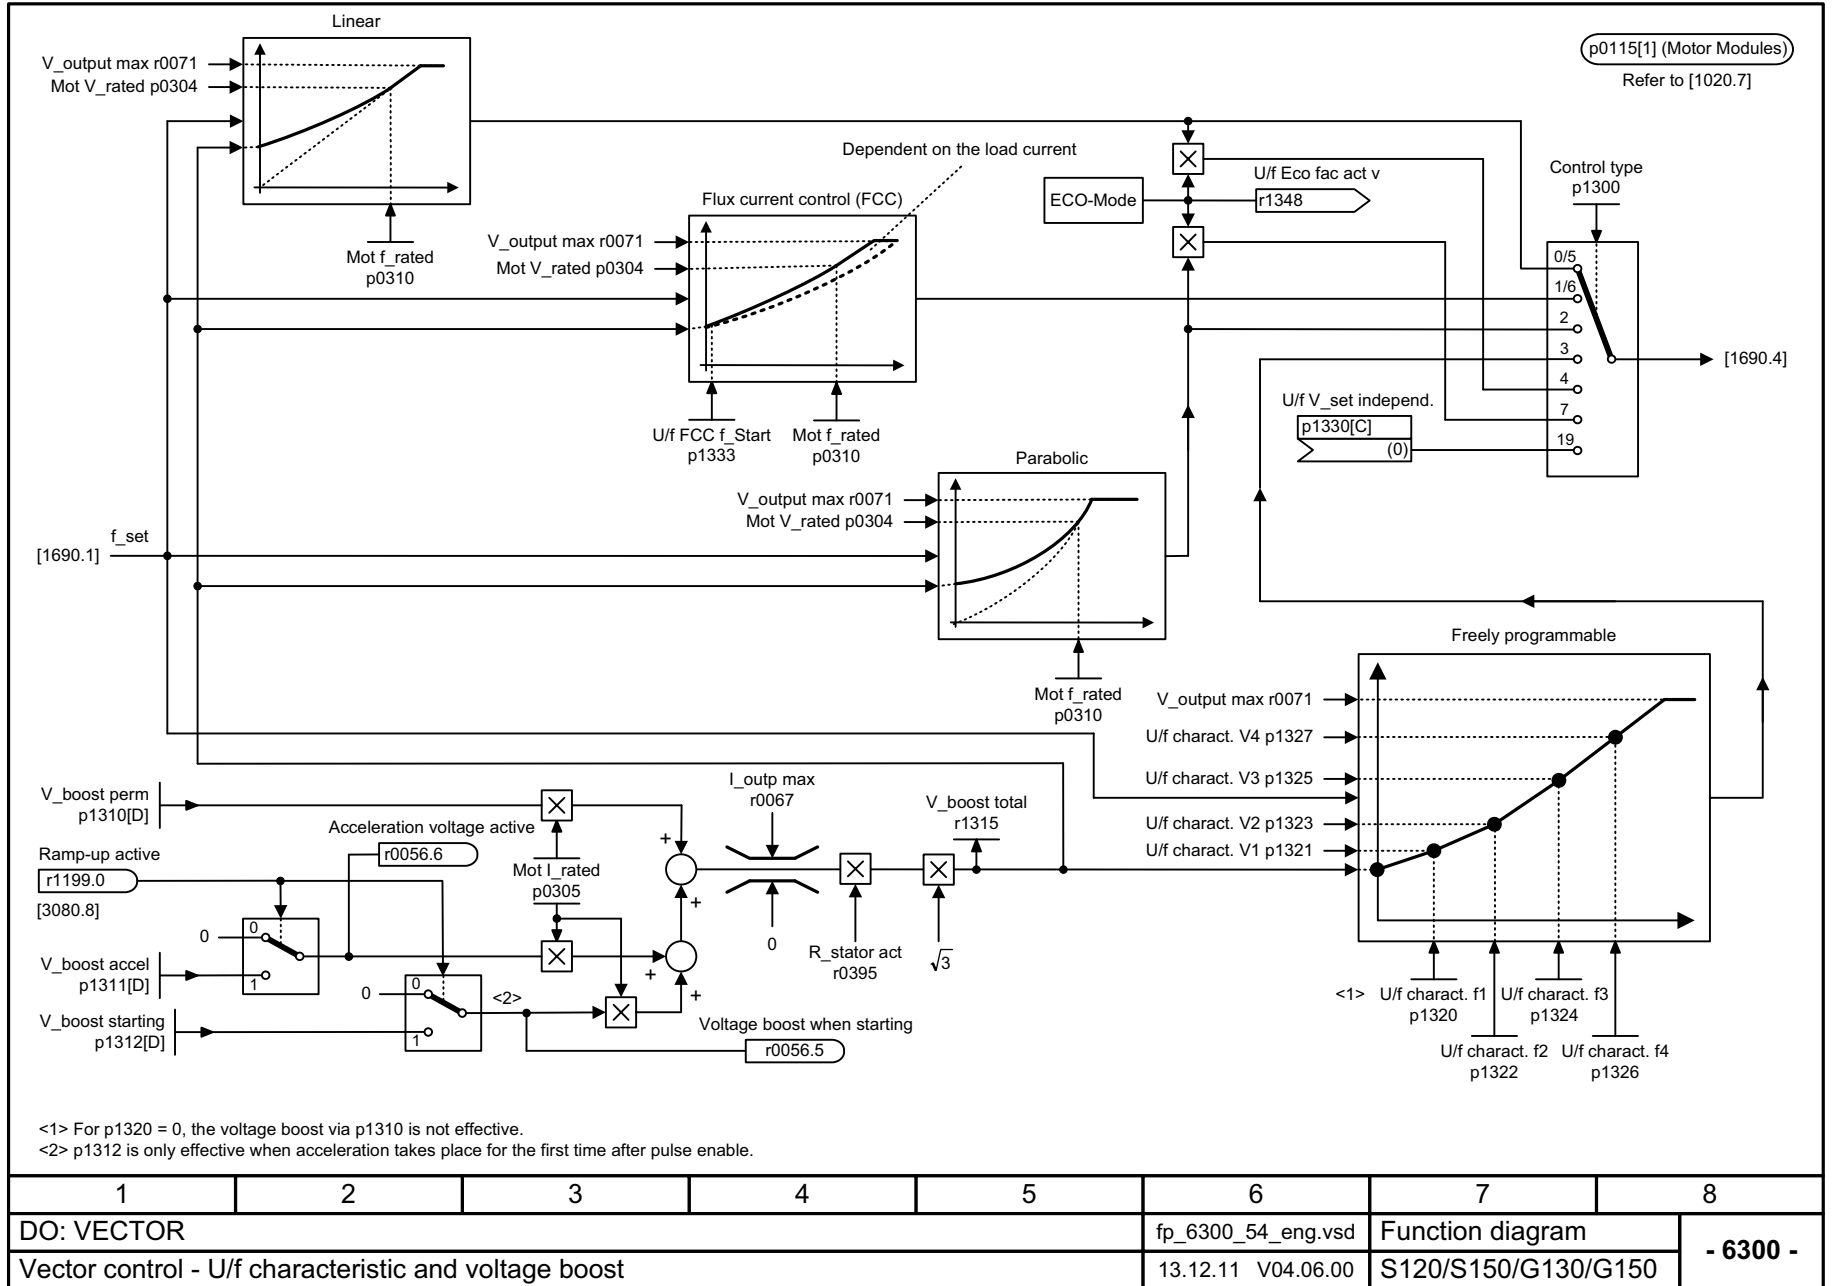 Linear
V_output max r0071
Mot V_rated p0304
Mot f_rated
p0310
p0115[1] (Motor Modules)
Refer to [1020.7]
Dependent on the load current
Flux current control (FCC)
V_output max r0071
Mot V_rated p0304
U/f FCC f_Start
p1333
Mot f_rated
p0310
ECO-Mode
U/f Eco fac act v
r1348
Control type
p1300
0/5
1/6
2
3
4
7
19
[1690.4]
U/f V_set independ.
p1330[C]
(0)
Parabolic
V_output max r0071
Mot V_rated p0304
Mot f_rated
p0310
f_set
[1690.1]
Freely programmable
V_output max r0071
U/f charact. V4 p1327
U/f charact. V3 p1325
U/f charact. V2 p1323
U/f charact. V1 p1321
<1>
U/f charact. f1
p1320
U/f charact. f3
p1324
U/f charact. f2
p1322
U/f charact. f4
p1326
V_boost perm
p1310[D]
Acceleration voltage active
r0056.6
Ramp-up active
r1199.0
[3080.8]
0
0
1
V_boost accel
p1311[D]
0
0
1
<2>
V_boost starting
p1312[D]
Mot I_rated
p0305
+
+
+
+
I_outp max
r0067
0
R_stator act
r0395
√3
V_boost total
r1315
Voltage boost when starting
r0056.5
<1> For p1320 = 0, the voltage boost via p1310 is not effective.
<2> p1312 is only effective when acceleration takes place for the first time after pulse enable.
1 2 3 4 5 6 7 8
DO: VECTOR
fp_6300_54_eng.vsd
Function diagram
- 6300 -
Vector control - U/f characteristic and voltage boost
13.12.11 V04.06.00
S120/S150/G130/G150